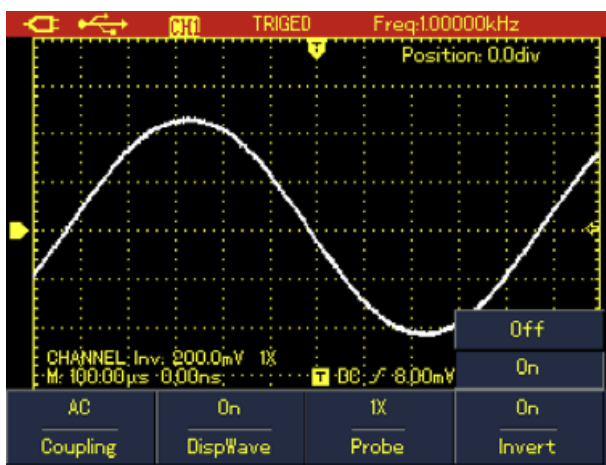 CH1 TRIGED Freq:1.00000kHz
T
Position: 0.0div
Off
CHANNEL Inv. 200.0mV 1X
On
M: 100.00μs 0.00ns T DC 8.00mV
AC On 1X On
Coupling DispWave Probe Invert